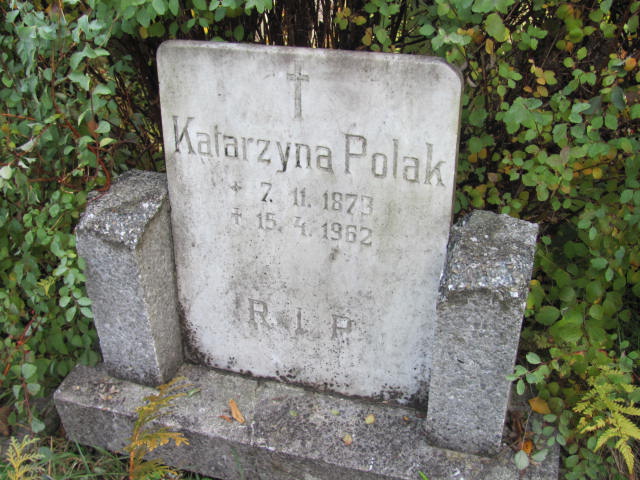 Katarzyna Polak
* 7. 11. 1873
† 15. 4. 1962
R I P